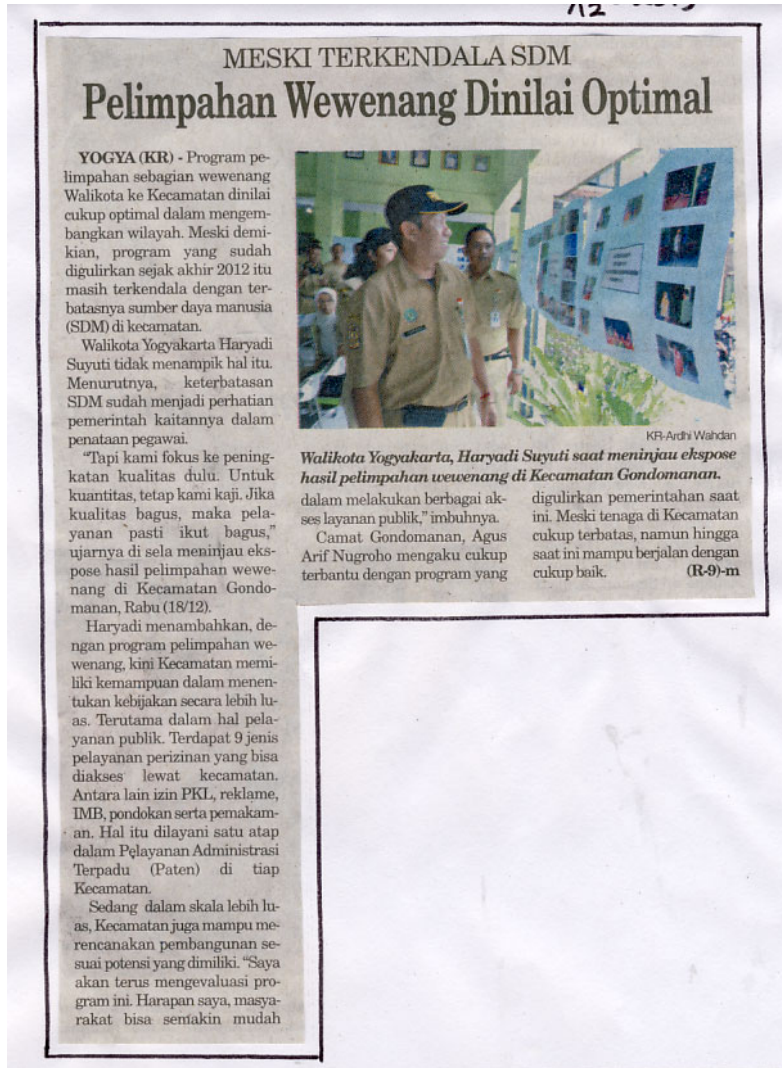 MESKI TERKENDALA SDM
Pelimpahan Wewenang Dinilai Optimal
YOGYA (KR) - Program pe-
limpahan sebagian wewenang
Walikota ke Kecamatan dinilai
cukup optimal dalam mengem-
bangkan wilayah. Meski demi-
kian, program yang sudah
digulirkan sejak akhir 2012 itu
masih terkendala dengan ter-
batasnya sumber daya manusia
(SDM) di kecamatan.
Walikota Yogyakarta Haryadi
Suyuti tidak menampik hal itu.
Menurutnya, keterbatasan
SDM sudah menjadi perhatian
pemerintah kaitannya dalam
penataan pegawai.
"Tapi kami fokus ke pening-
katan kualitas dulu. Untuk
kuantitas, tetap kami kaji. Jika
kualitas bagus, maka pela-
yanan pasti ikut bagus,"
ujarnya di sela meninjau eks-
pose hasil pelimpahan wewe-
nang di Kecamatan Gondo-
manan, Rabu (18/12).
Haryadi menambahkan, de-
ngan program pelimpahan we-
wenang, kini Kecamatan memi-
liki kemampuan dalam menen-
tukan kebijakan secara lebih lu-
as. Terutama dalam hal pela-
yanan publik. Terdapat 9 jenis
pelayanan perizinan yang bisa
diakses lewat kecamatan.
Antara lain izin PKL, reklame,
IMB, pondokan serta pemakam-
an. Hal itu dilayani satu atap
dalam Pelayanan Administrasi
Terpadu (Paten) di tiap
Kecamatan.
Sedang dalam skala lebih lu-
as, Kecamatan juga mampu me-
rencanakan pembangunan se-
suai potensi yang dimiliki. "Saya
akan terus mengevaluasi pro-
gram ini. Harapan saya, masya-
rakat bisa semakin mudah
KR-Ardhi Wahdan
Walikota Yogyakarta, Haryadi Suyuti saat meninjau ekspose
hasil pelimpahan wewenang di Kecamatan Gondomanan.
dalam melakukan berbagai ak-
ses layanan publik," imbuhnya.
Camat Gondomanan, Agus
Arif Nugroho mengaku cukup
terbantu dengan program yang
digulirkan pemerintahan saat
ini. Meski tenaga di Kecamatan
cukup terbatas, namun hingga
saat ini mampu berjalan dengan
cukup baik. (R-9)-m